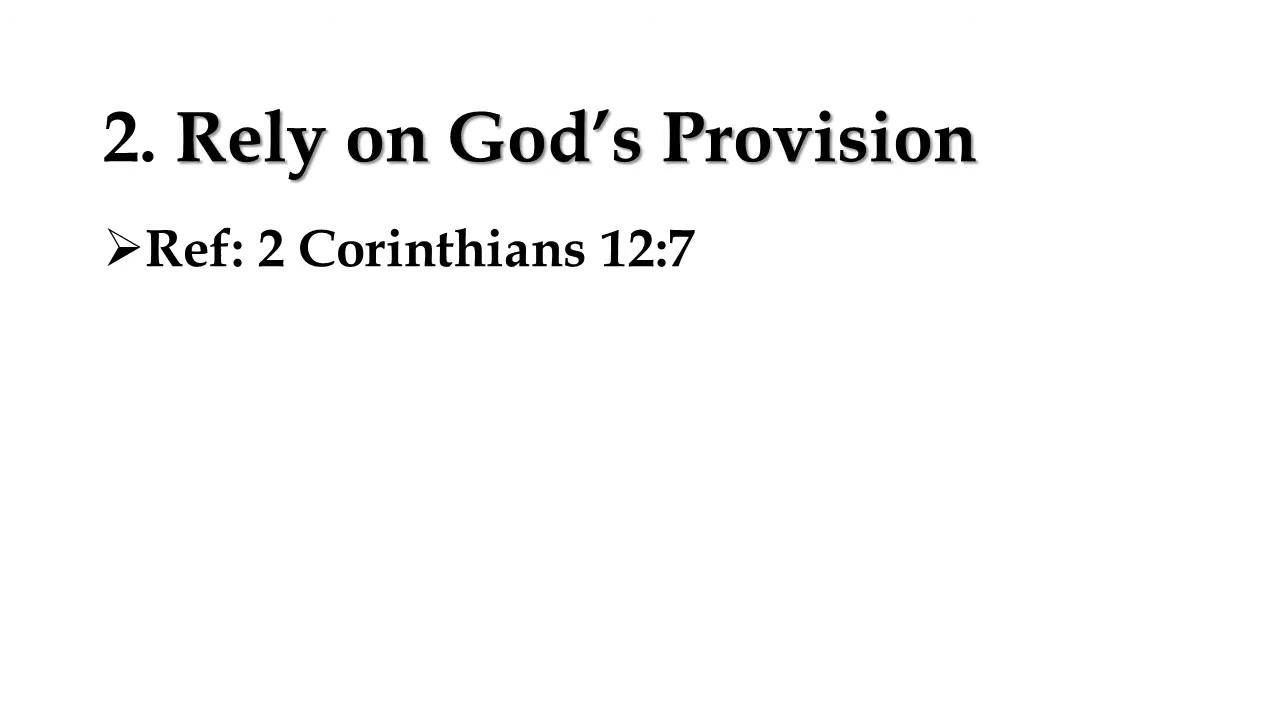 2. Rely on God’s Provision
➢Ref: 2 Corinthians 12:7